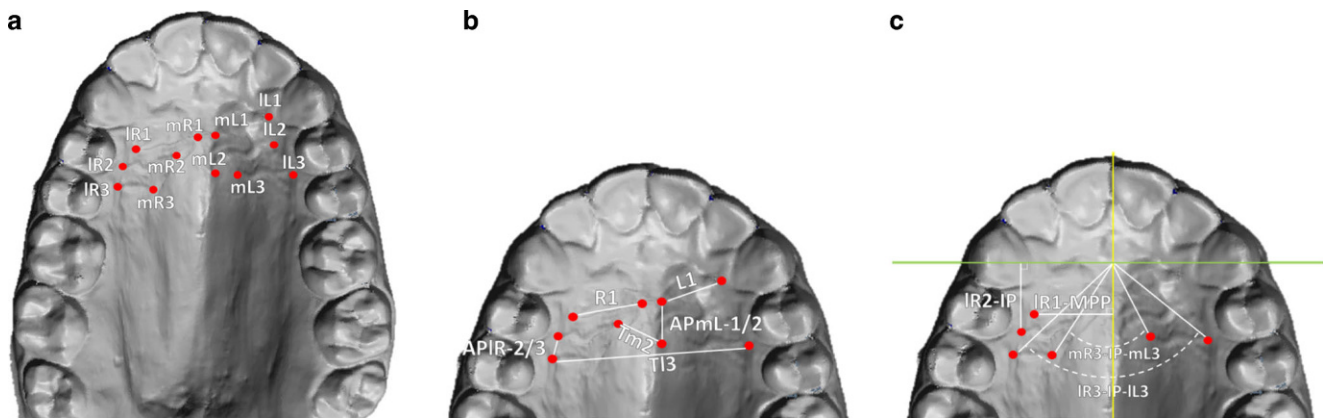 a
lL1
mR1 mL1
lR1 lL2
lR2 mR2 mL2 lL3
lR3 mR3 mL3
b
L1
R1
APmL-1/2
Tm2
APlR-2/3
Tl3
c
lR2-IP
lR1-MPP
mR3-IP-mL3
lR3-IP-lL3